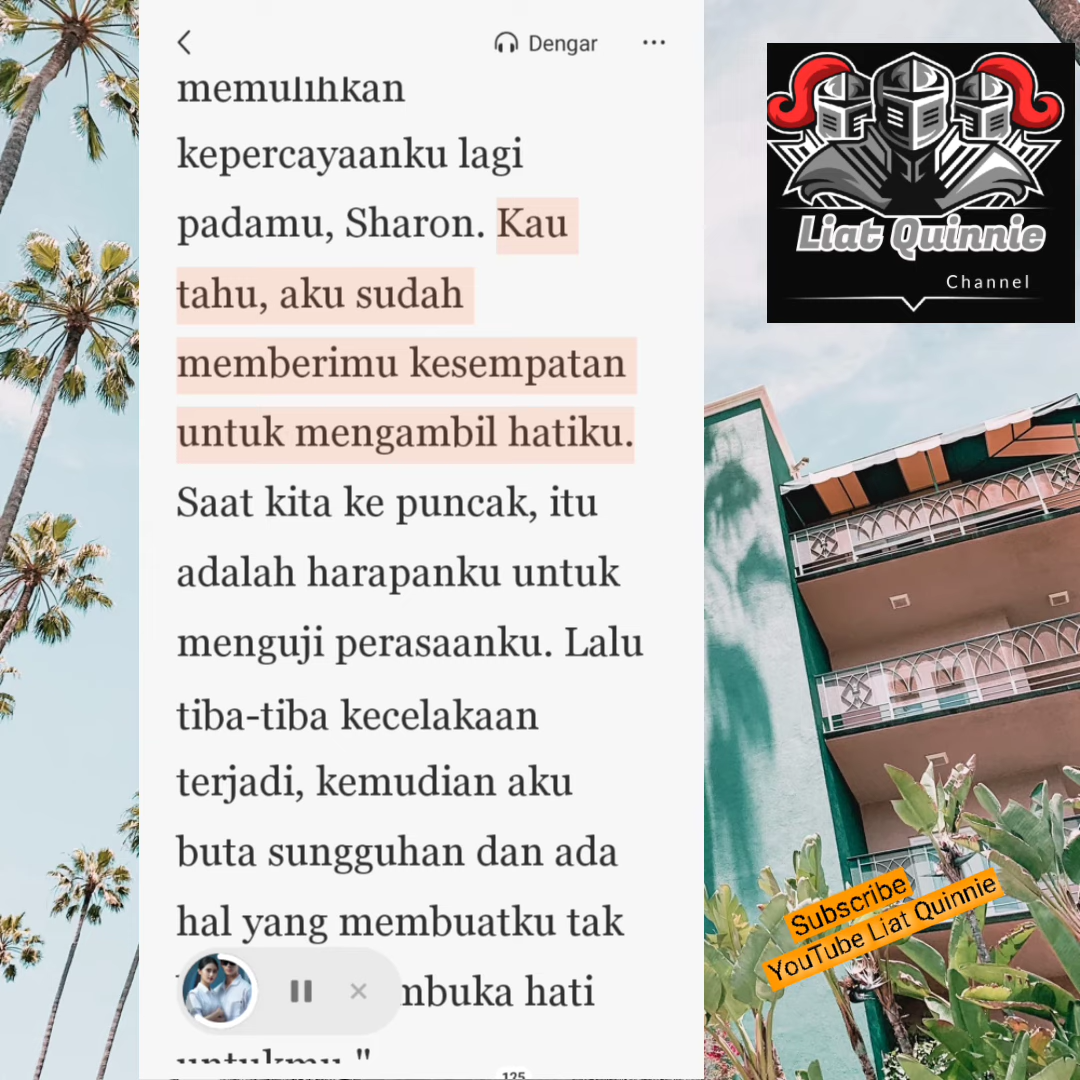 Dengar
memulihkan
kepercayaanku lagi
padamu, Sharon. Kau
tahu, aku sudah
memberimu kesempatan
untuk mengambil hatiku.
Saat kita ke puncak, itu
adalah harapanku untuk
menguji perasaanku. Lalu
tiba-tiba kecelakaan
terjadi, kemudian aku
buta sungguhan dan ada
hal yang membuatku tak
hati
untukmu."
125
Liat Quinnie
Channel
Subscribe
YouTube Liat Quinnie